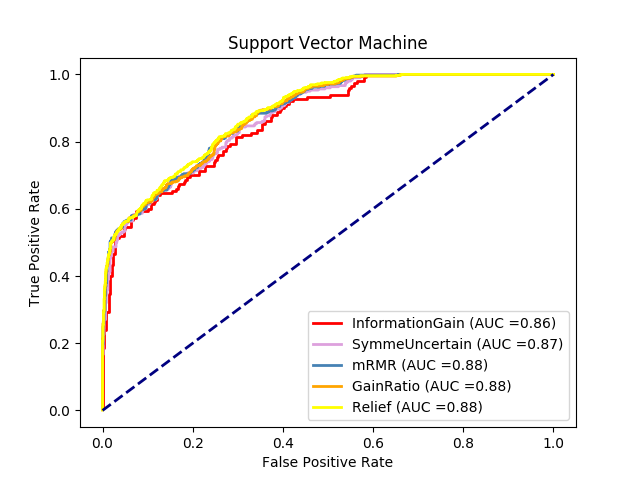 Support Vector Machine
True Positive Rate
1.0
0.8
0.6
0.4
0.2
0.0
InformationGain (AUC =0.86)
SymmeUncertain (AUC =0.87)
mRMR (AUC =0.88)
GainRatio (AUC =0.88)
Relief (AUC =0.88)
0.0 0.2 0.4 0.6 0.8 1.0
False Positive Rate